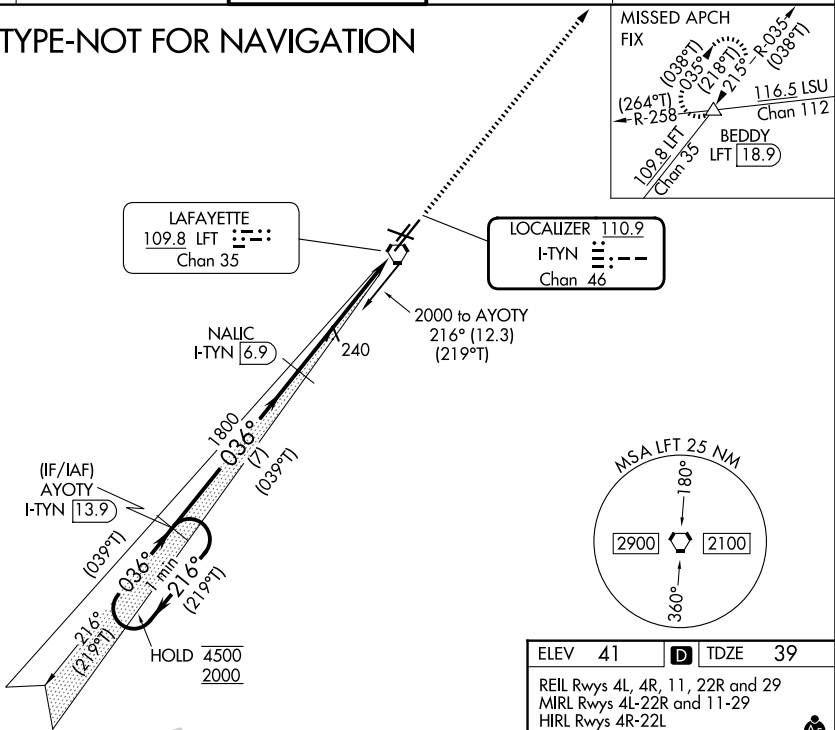 TYPE-NOT FOR NAVIGATION
MISSED APCH
FIX
(038°T)
035°
(218°T)
215°
R-035
(038°T)
(264°T)
R-258
116.5 LSU
Chan 112
BEDDY
LFT 18.9
109.8 LFT
Chan 35
LAFAYETTE
109.8 LFT
Chan 35
LOCALIZER 110.9
I-TYN
Chan 46
2000 to AYOTY
216° (12.3)
(219°T)
NALIC
I-TYN 6.9
240
1800
036°
(7)
(039°T)
(IF/IAF)
AYOTY
I-TYN 13.9
(039°T)
036°
1 min
216°
(219°T)
216°
(219°T)
HOLD 4500
2000
MSA LFT 25 NM
180°
2900
2100
360°
ELEV 41 D TDZE 39
REIL Rwys 4L, 4R, 11, 22R and 29
MIRL Rwys 4L-22R and 11-29
HIRL Rwys 4R-22L